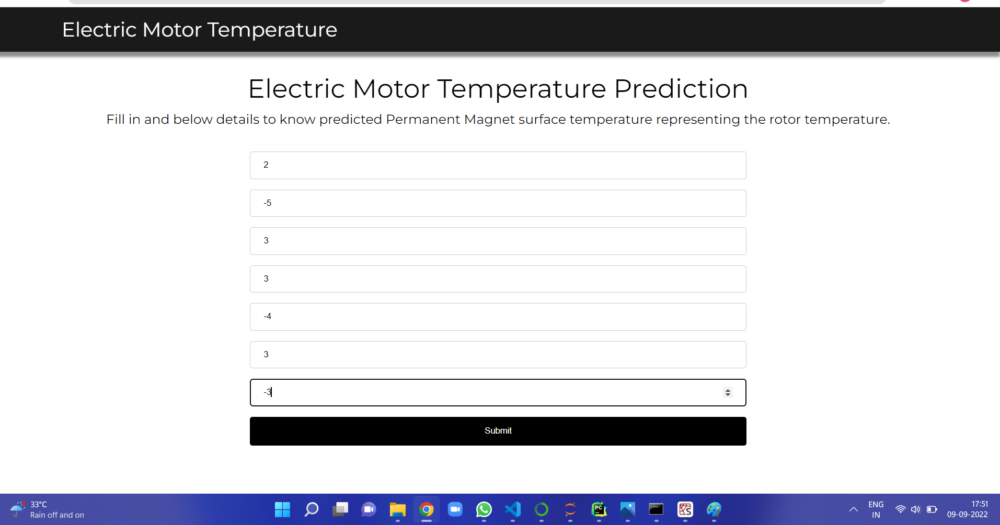 Electric Motor Temperature
Electric Motor Temperature Prediction
Fill in and below details to know predicted Permanent Magnet surface temperature representing the rotor temperature.
2
-5
3
3
-4
3
-3
Submit
33°C
Rain off and on
PC
S
ENG
IN
17:51
09-09-2022